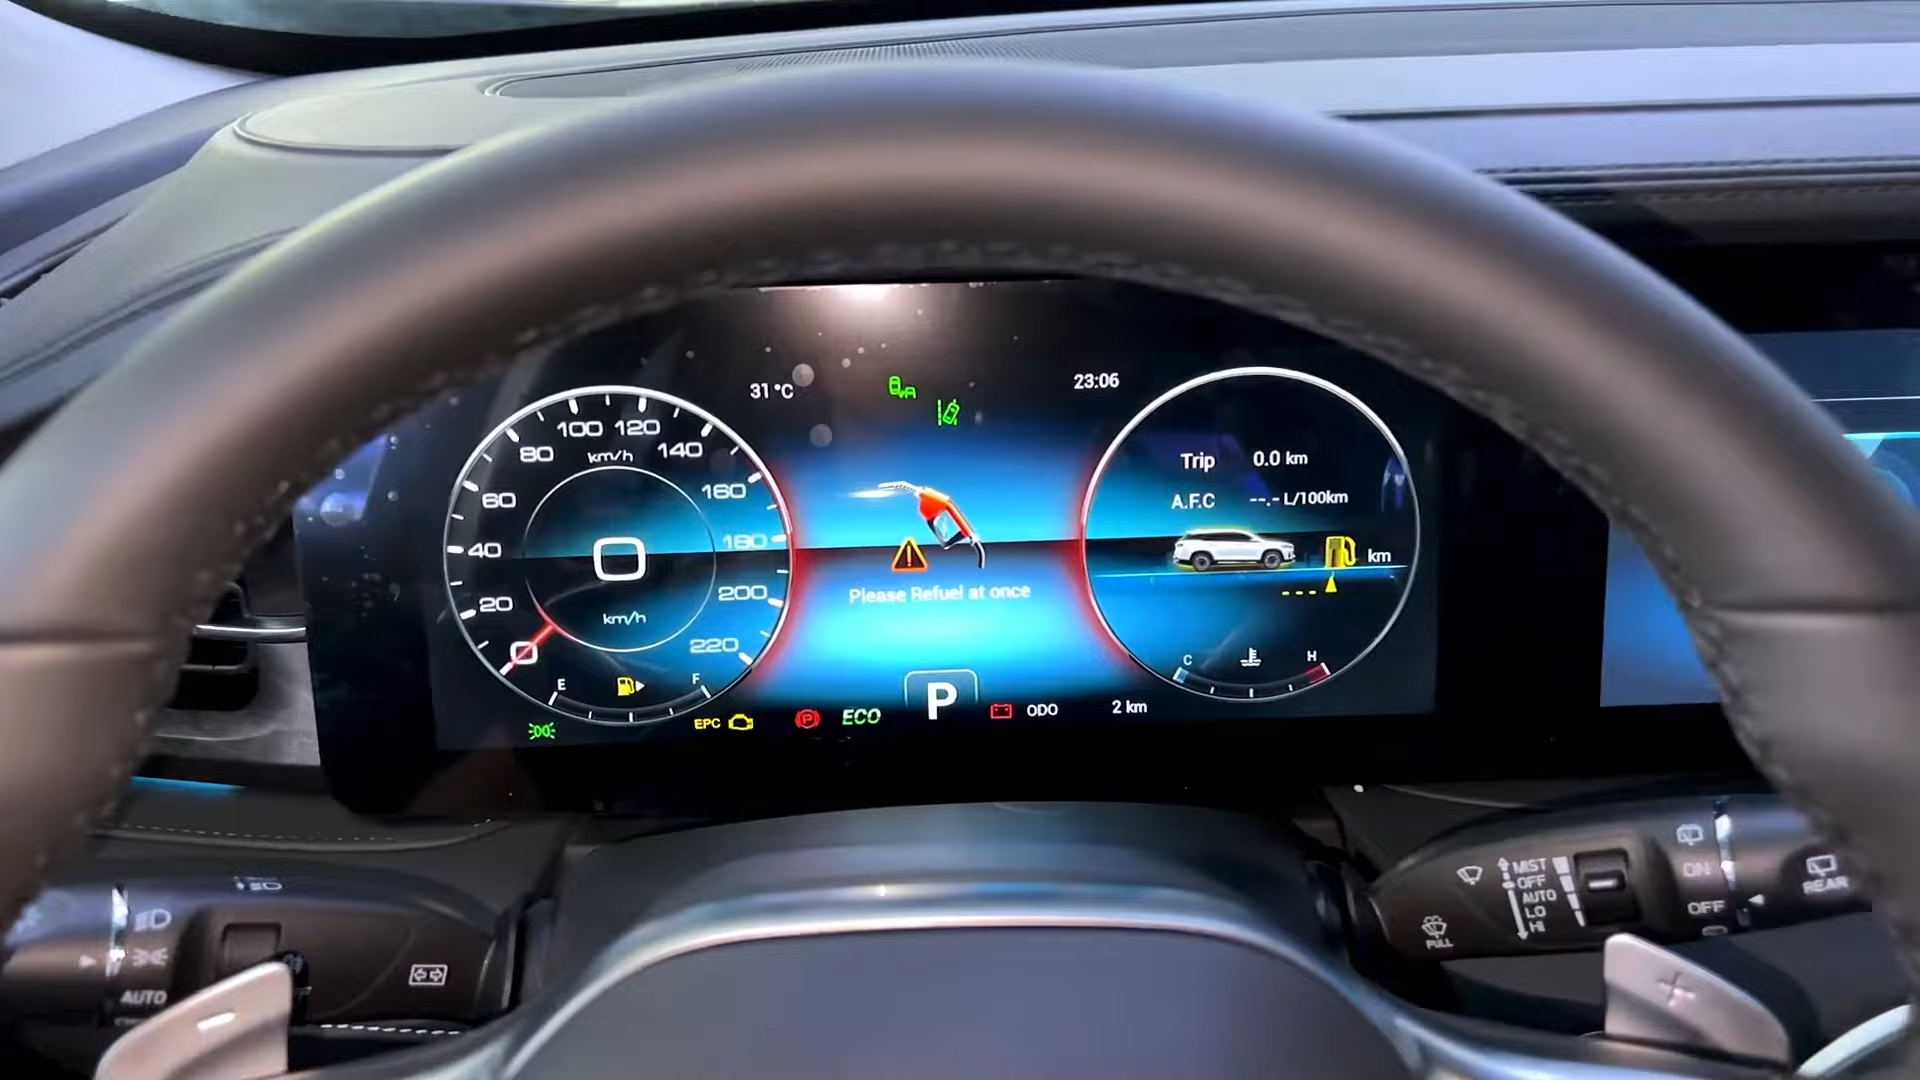 31 °C
23:06
100 120
80 km/h 140
60 160
40 0 180
20 km/h 200
0 220
E F
Trip 0.0 km
A.F.C --.- L/100km
km
---
C H
Please Refuel at once
P
EPC
P
ECO
ODO 2 km
AUTO
MIST
OFF
AUTO
LO
HI
PULL
ON
OFF
REAR
+